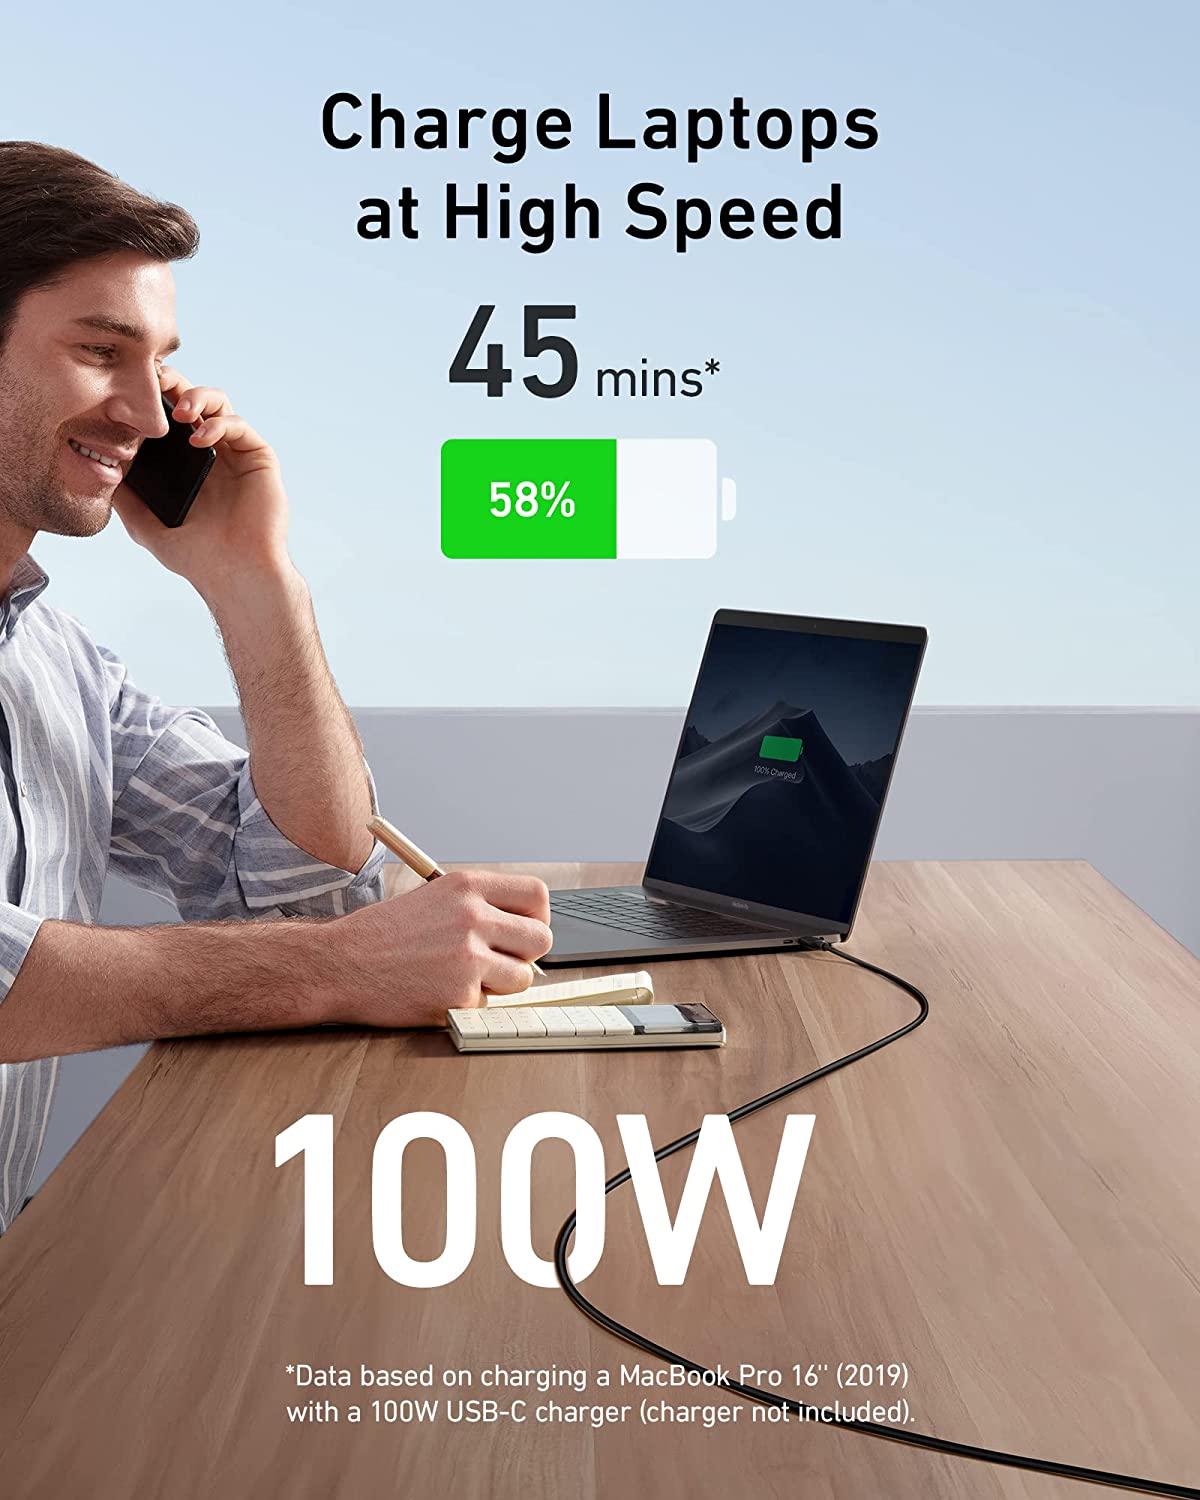 Charge Laptops
at High Speed
45 mins*
58%
100% Charged
100W
*Data based on charging a MacBook Pro 16'' (2019)
with a 100W USB-C charger (charger not included).